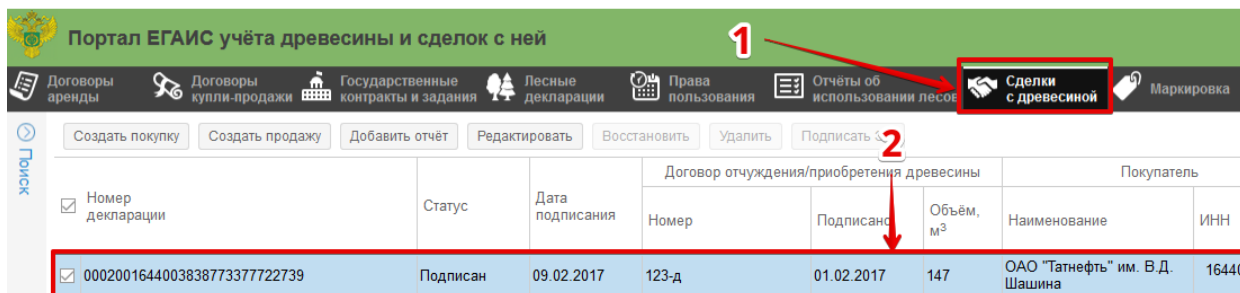 Портал ЕГАИС учёта древесины и сделок с ней
1
Договоры
аренды
Договоры
купли-продажи
Государственные
контракты и задания
Лесные
декларации
Права
пользования
Отчёты об
использовании лесов
Сделки
с древесиной
Маркировка
Поиск
Создать покупку
Создать продажу
Добавить отчёт
Редактировать
Восстановить
Удалить
Подписать
2
Номер
декларации
Статус
Дата
подписания
Договор отчуждения/приобретения древесины
Номер
Подписано
Объём,
м³
Покупатель
Наименование
ИНН
0002001644003838773377722739
Подписан
09.02.2017
123-д
01.02.2017
147
ОАО "Татнефть" им. В.Д.
Шашина
16440